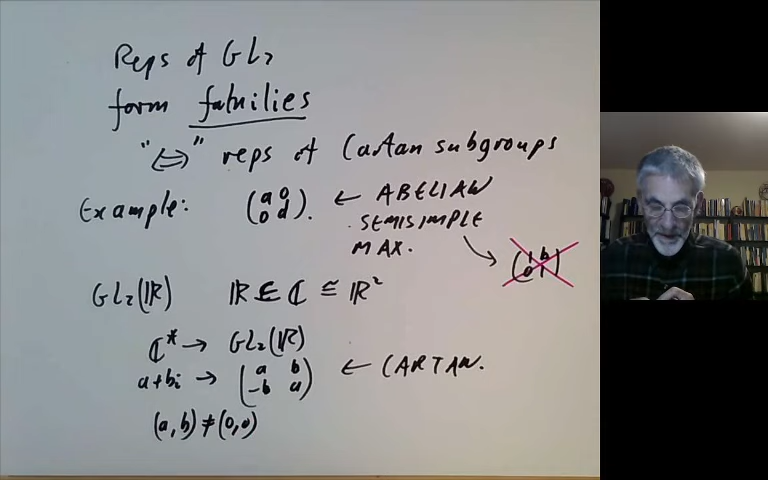 Reps of GL₂
form families
"⇔" reps of Cartan subgroups
Example: (a 0
0 d). ← ABELIAN
SEMISIMPLE
MAX.
(1 b
0 1)
GL₂(ℝ) ℝ ⊆ ℂ ≅ ℝ²
ℂ* → GL₂(ℝ)
a+bi → (a b
-b a) ← CARTAN.
(a,b) ≠ (0,0)